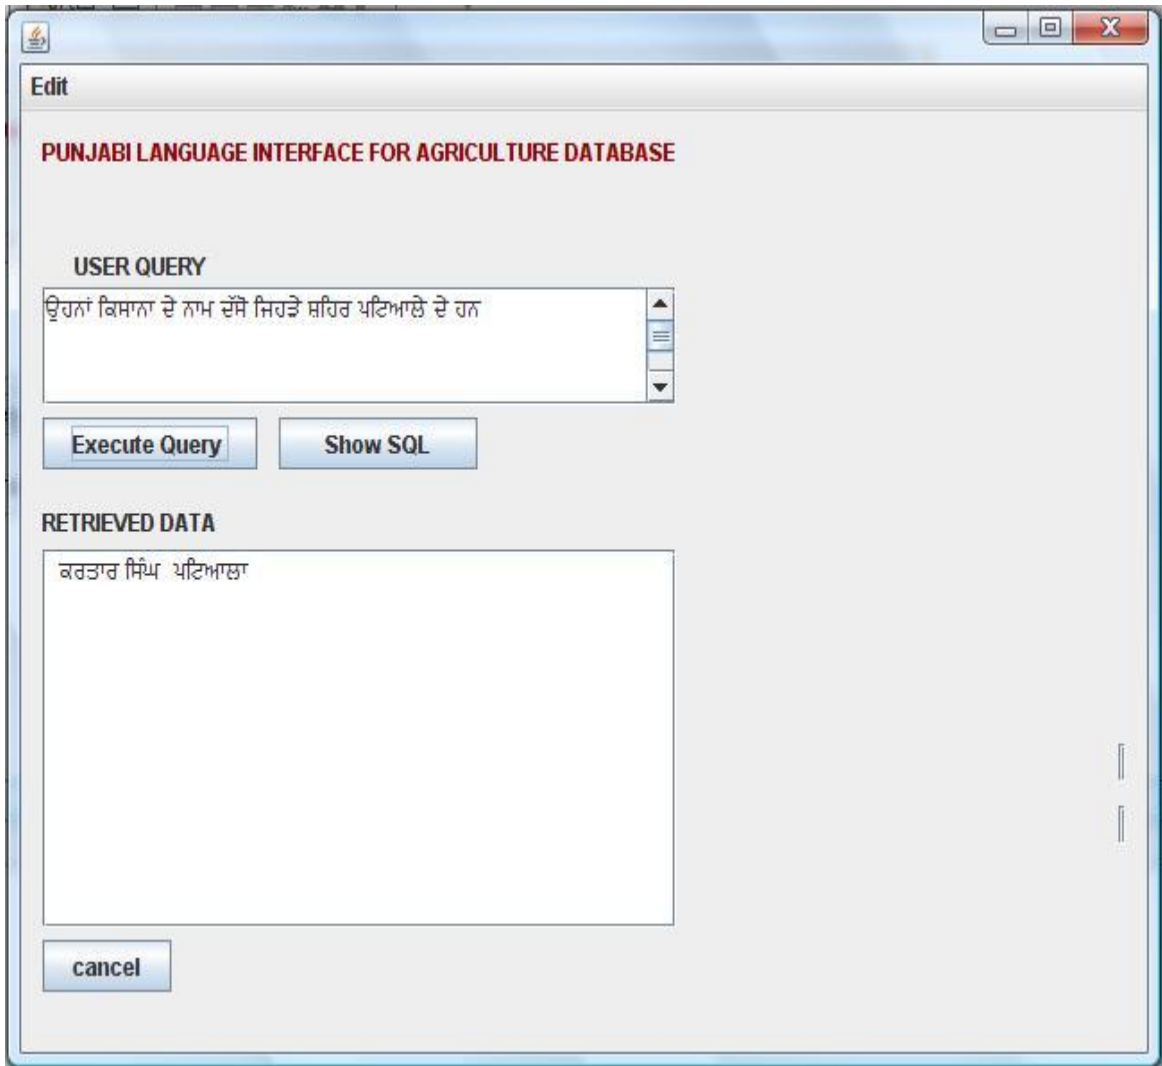 Edit
PUNJABI LANGUAGE INTERFACE FOR AGRICULTURE DATABASE
USER QUERY
ਉਹਨਾਂ ਕਿਸਾਨਾ ਦੇ ਨਾਮ ਦੱਸੋ ਜਿਹੜੇ ਸ਼ਹਿਰ ਪਟਿਆਲੇ ਦੇ ਹਨ
Execute Query Show SQL
RETRIEVED DATA
ਕਰਤਾਰ ਸਿੰਘ ਪਟਿਆਲਾ
cancel